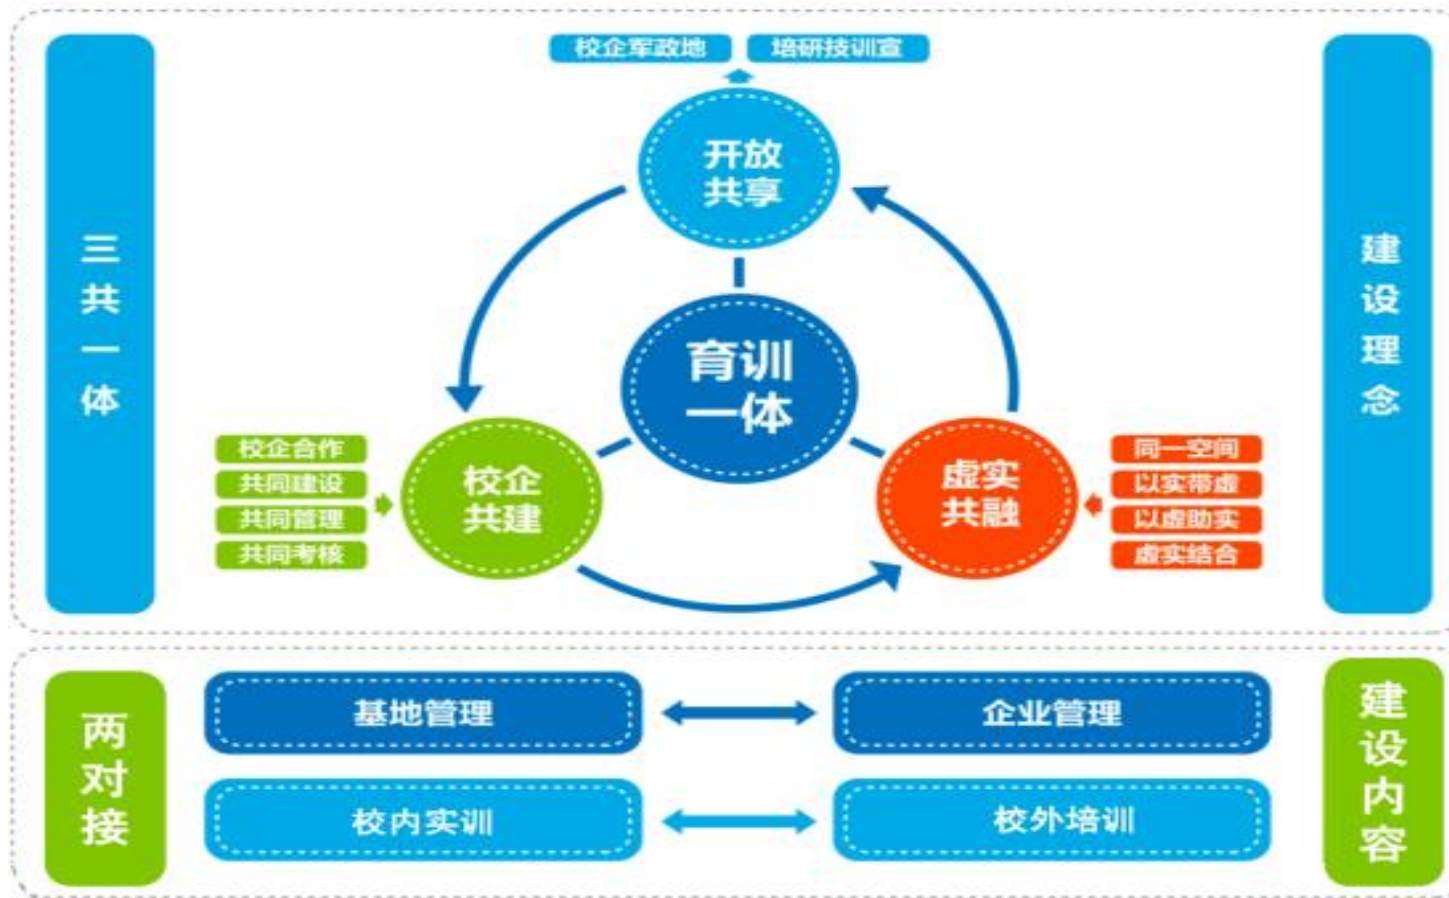 校企军政地
培研技训宣
开放
共享
三共一体
建设理念
育训
一体
校企合作
共同建设
共同管理
共同考核
校企
共建
虚实
共融
同一空间
以实带虚
以虚助实
虚实结合
两对接
基地管理
企业管理
校内实训
校外培训
建设内容